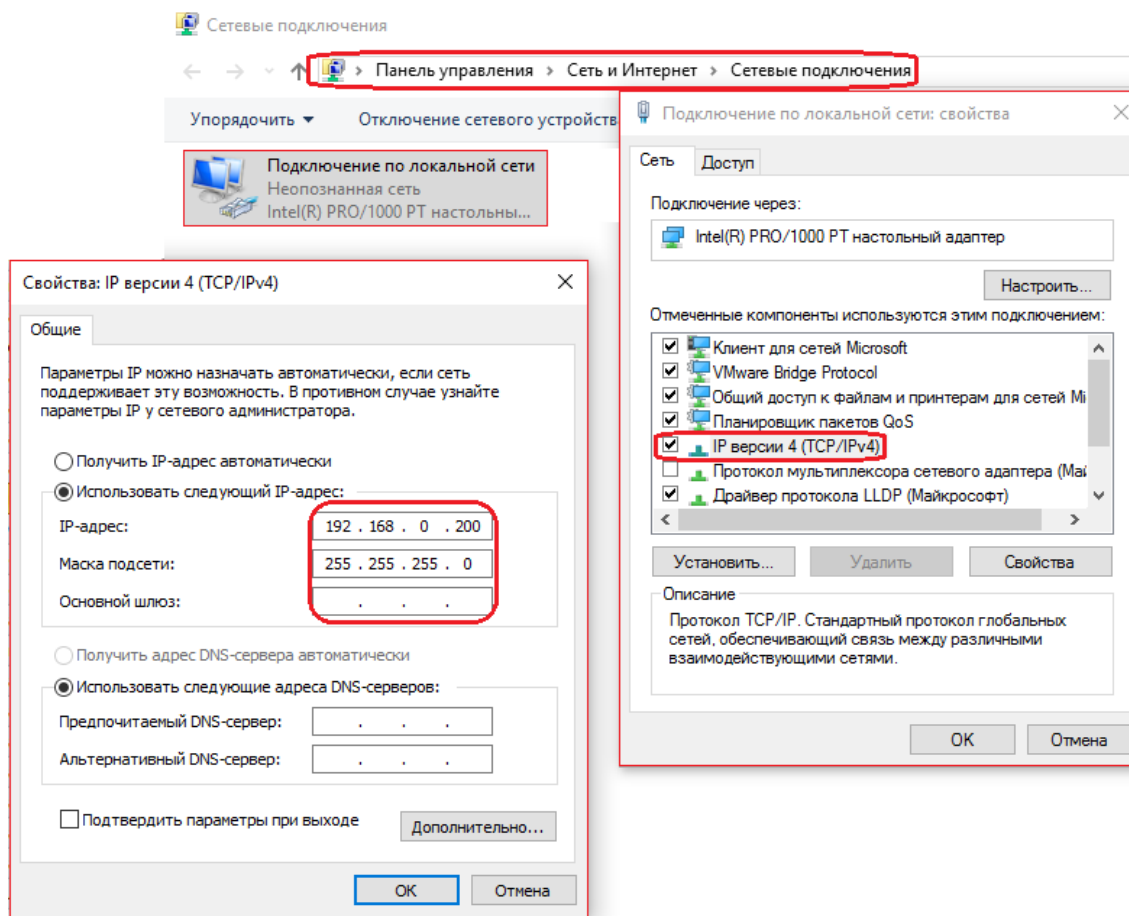 Сетевые подключения
Панель управления › Сеть и Интернет › Сетевые подключения
Упорядочить
Отключение сетевого устройств
Подключение по локальной сети
Неопознанная сеть
Intel(R) PRO/1000 PT настольны...
Подключение по локальной сети: свойства
Сеть
Доступ
Подключение через:
Intel(R) PRO/1000 PT настольный адаптер
Настроить...
Отмеченные компоненты используются этим подключением:
Клиент для сетей Microsoft
VMware Bridge Protocol
Общий доступ к файлам и принтерам для сетей Mi
Планировщик пакетов QoS
IP версии 4 (TCP/IPv4)
Протокол мультиплексора сетевого адаптера (Май
Драйвер протокола LLDP (Майкрософт)
Установить...
Удалить
Свойства
Описание
Протокол TCP/IP. Стандартный протокол глобальных
сетей, обеспечивающий связь между различными
взаимодействующими сетями.
OK
Отмена
Свойства: IP версии 4 (TCP/IPv4)
Общие
Параметры IP можно назначать автоматически, если сеть
поддерживает эту возможность. В противном случае узнайте
параметры IP у сетевого администратора.
Получить IP-адрес автоматически
Использовать следующий IP-адрес:
IP-адрес:
192 . 168 . 0 . 200
Маска подсети:
255 . 255 . 255 . 0
Основной шлюз:
. . .
Получить адрес DNS-сервера автоматически
Использовать следующие адреса DNS-серверов:
Предпочитаемый DNS-сервер:
. . .
Альтернативный DNS-сервер:
. . .
Подтвердить параметры при выходе
Дополнительно...
OK
Отмена